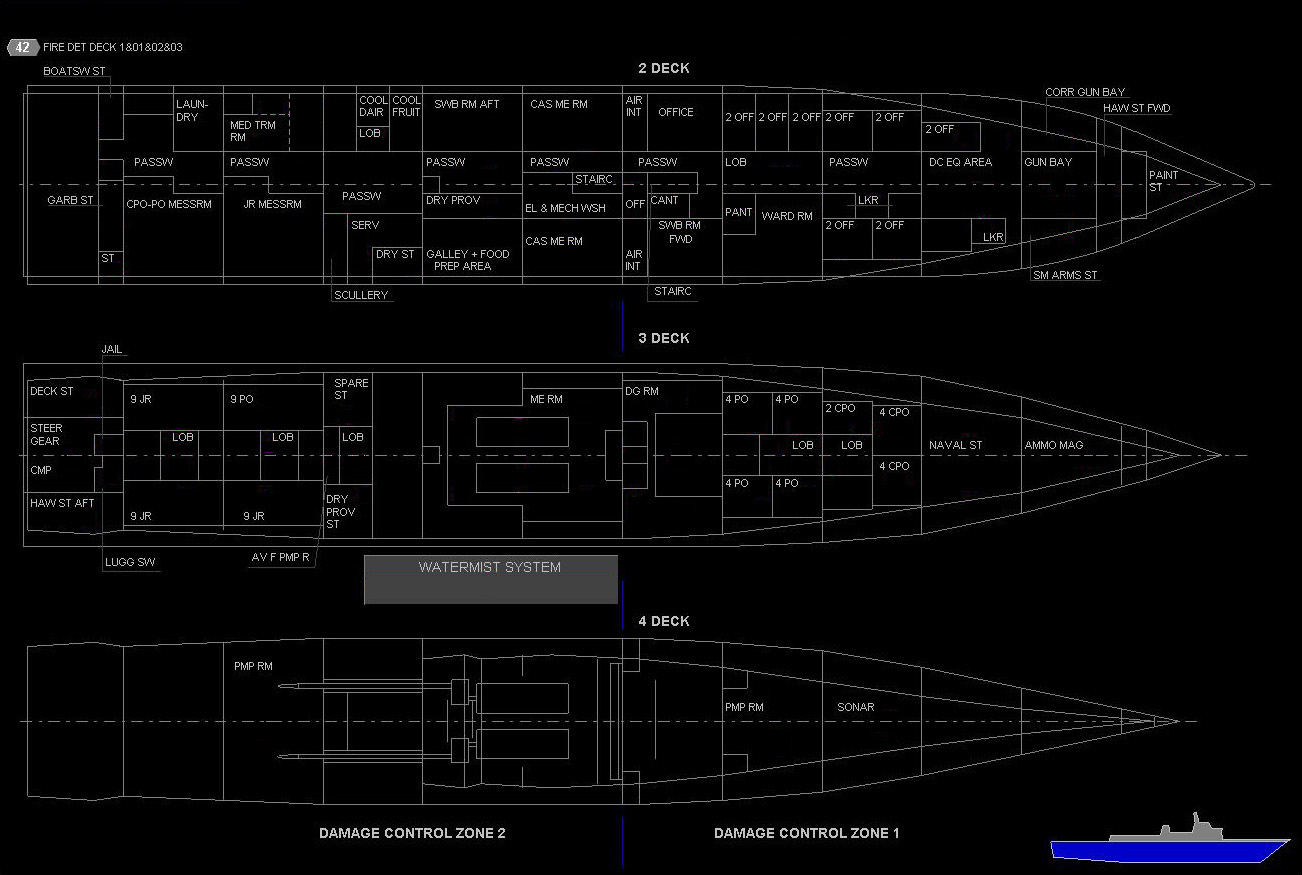 42 FIRE DET DECK 1&01&02&03
BOATSW ST
2 DECK
CORR GUN BAY
HAW ST FWD
LAUN-
DRY
MED TRM
RM
COOL
DAIR
COOL
FRUIT
LOB
SWB RM AFT
CAS ME RM
AIR
INT
OFFICE
2 OFF
2 OFF
2 OFF
2 OFF
2 OFF
2 OFF
PASSW
PASSW
PASSW
PASSW
PASSW
LOB
PASSW
DC EQ AREA
GUN BAY
PAINT
ST
STAIRC
GARB ST
CPO-PO MESSRM
JR MESSRM
PASSW
DRY PROV
EL & MECH WSH
OFF
CANT
PANT
WARD RM
LKR
SERV
SWB RM
FWD
2 OFF
2 OFF
LKR
ST
DRY ST
GALLEY + FOOD
PREP AREA
CAS ME RM
AIR
INT
SM ARMS ST
SCULLERY
STAIRC
3 DECK
JAIL
DECK ST
9 JR
9 PO
SPARE
ST
ME RM
DG RM
4 PO
4 PO
2 CPO
4 CPO
STEER
GEAR
LOB
LOB
LOB
LOB
LOB
NAVAL ST
AMMO MAG
CMP
4 CPO
HAW ST AFT
9 JR
9 JR
DRY
PROV
ST
4 PO
4 PO
LUGG SW
AV F PMP R
WATERMIST SYSTEM
4 DECK
PMP RM
PMP RM
SONAR
DAMAGE CONTROL ZONE 2
DAMAGE CONTROL ZONE 1